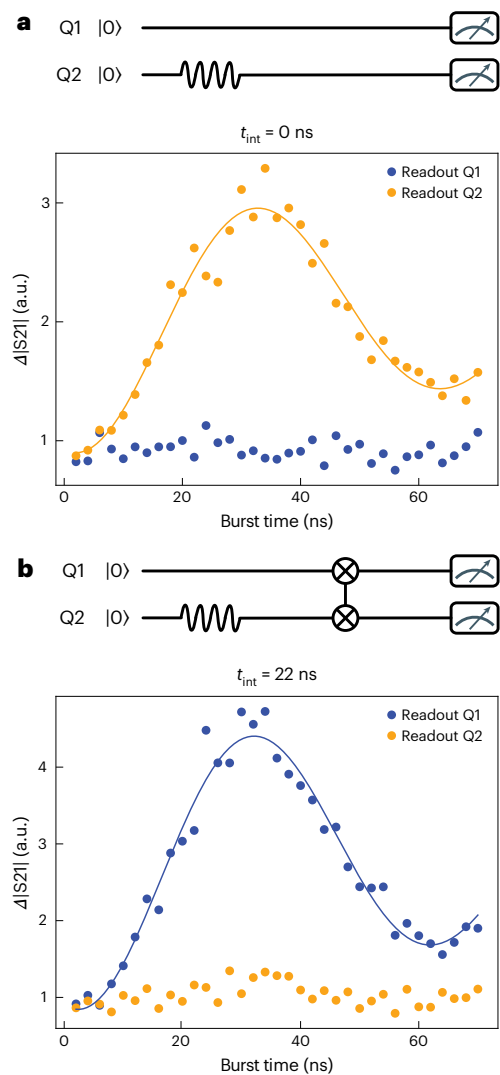 a
Q1 |0⟩
Q2 |0⟩
t_int = 0 ns
Readout Q1
Readout Q2
3
2
1
Δ|S21| (a.u.)
0 20 40 60
Burst time (ns)
b
Q1 |0⟩
Q2 |0⟩
t_int = 22 ns
Readout Q1
Readout Q2
4
3
2
1
Δ|S21| (a.u.)
0 20 40 60
Burst time (ns)